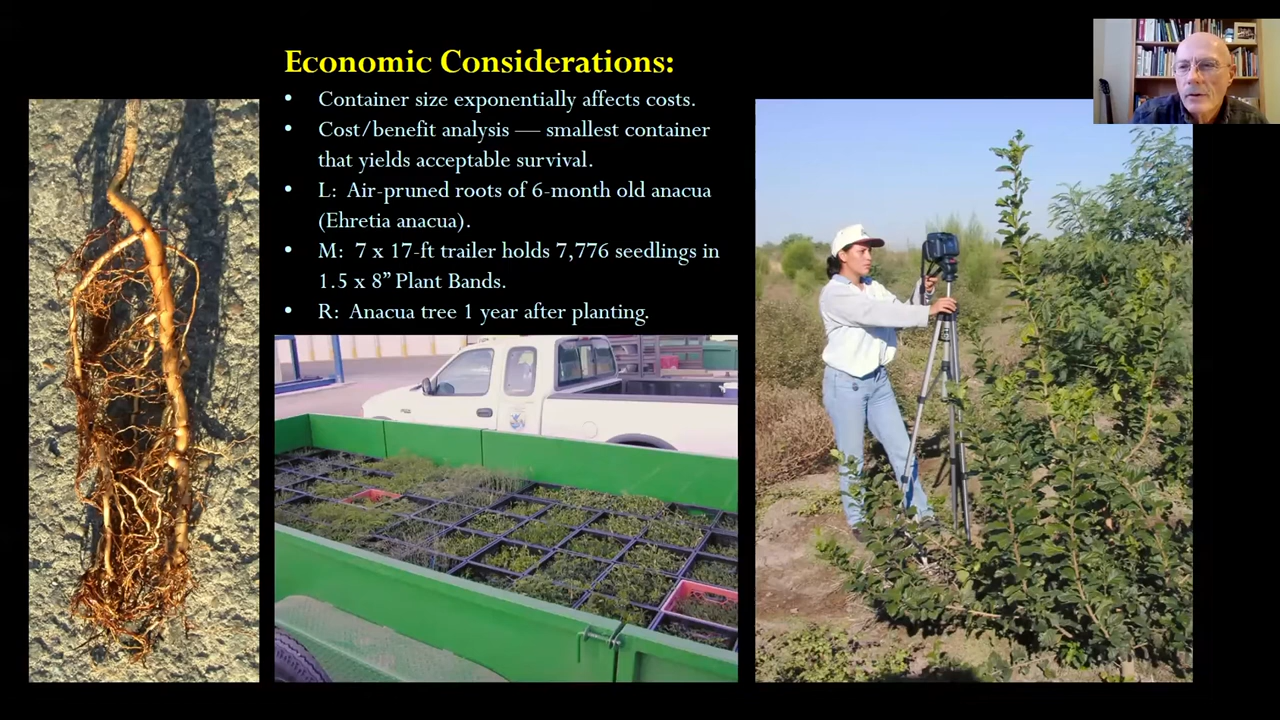 Economic Considerations:
• Container size exponentially affects costs.
• Cost/benefit analysis — smallest container
that yields acceptable survival.
• L: Air-pruned roots of 6-month old anacua
(Ehretia anacua).
• M: 7 x 17-ft trailer holds 7,776 seedlings in
1.5 x 8” Plant Bands.
• R: Anacua tree 1 year after planting.